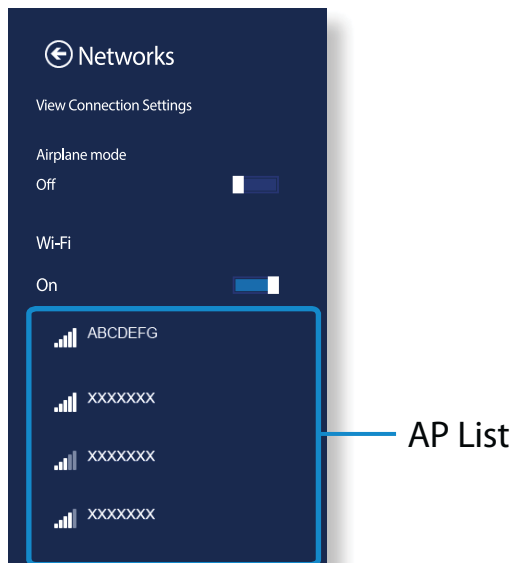 Networks
View Connection Settings
Airplane mode
Off
Wi-Fi
On
ABCDEFG
XXXXXXX
XXXXXXX
XXXXXXX
AP List